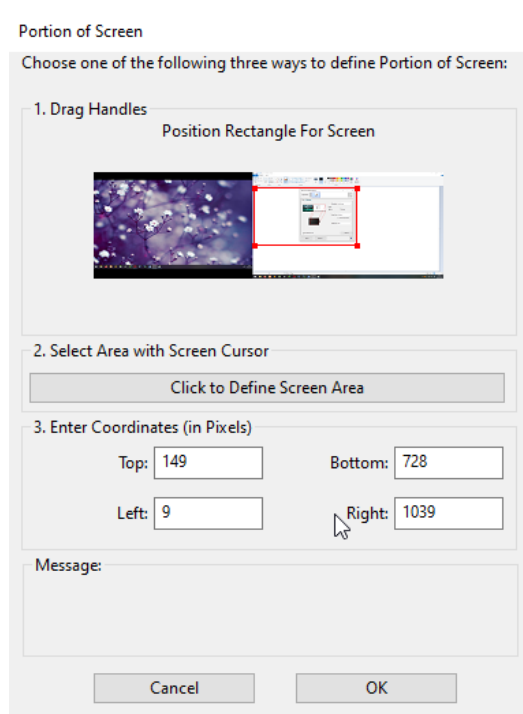 Portion of Screen
Choose one of the following three ways to define Portion of Screen:
1. Drag Handles
Position Rectangle For Screen
2. Select Area with Screen Cursor
Click to Define Screen Area
3. Enter Coordinates (in Pixels)
Top: 149 Bottom: 728
Left: 9 Right: 1039
Message:
Cancel OK